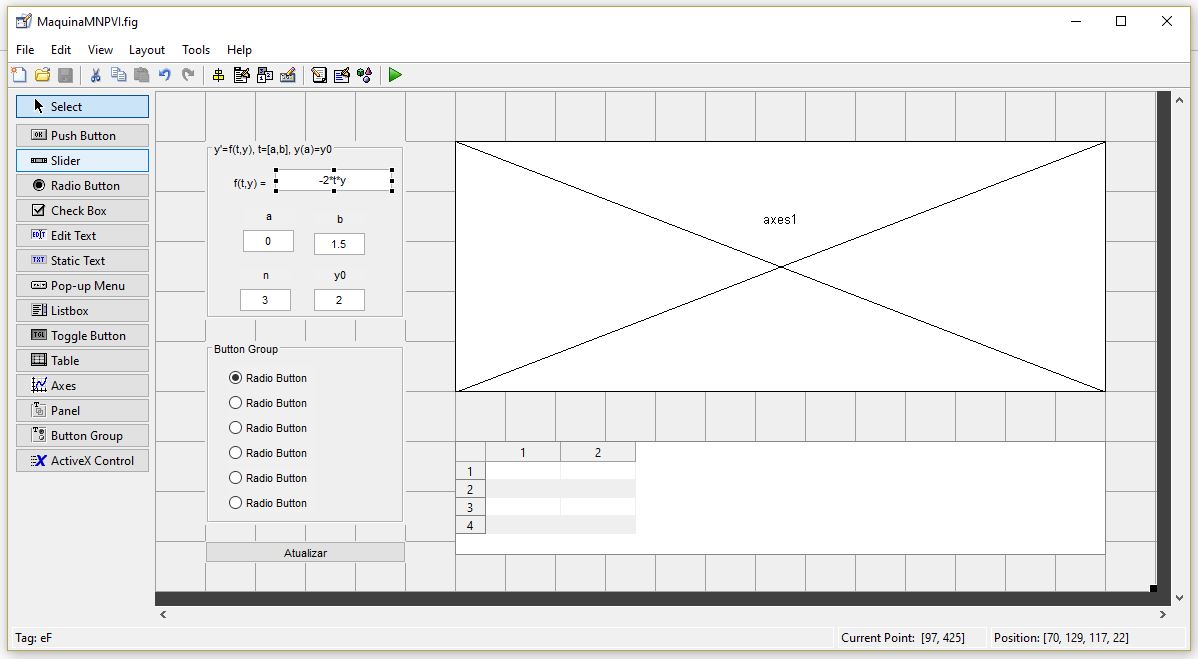 MaquinaMNPVI.fig
File Edit View Layout Tools Help
Select
Push Button
Slider
Radio Button
Check Box
Edit Text
Static Text
Pop-up Menu
Listbox
Toggle Button
Table
Axes
Panel
Button Group
ActiveX Control
y'=f(t,y), t=[a,b], y(a)=y0
f(t,y) = -2*t*y
a b
0 1.5
n y0
3 2
Button Group
Radio Button
Radio Button
Radio Button
Radio Button
Radio Button
Radio Button
Atualizar
axes1
1 2
1
2
3
4
Tag: eF Current Point: [97, 425] Position: [70, 129, 117, 22]